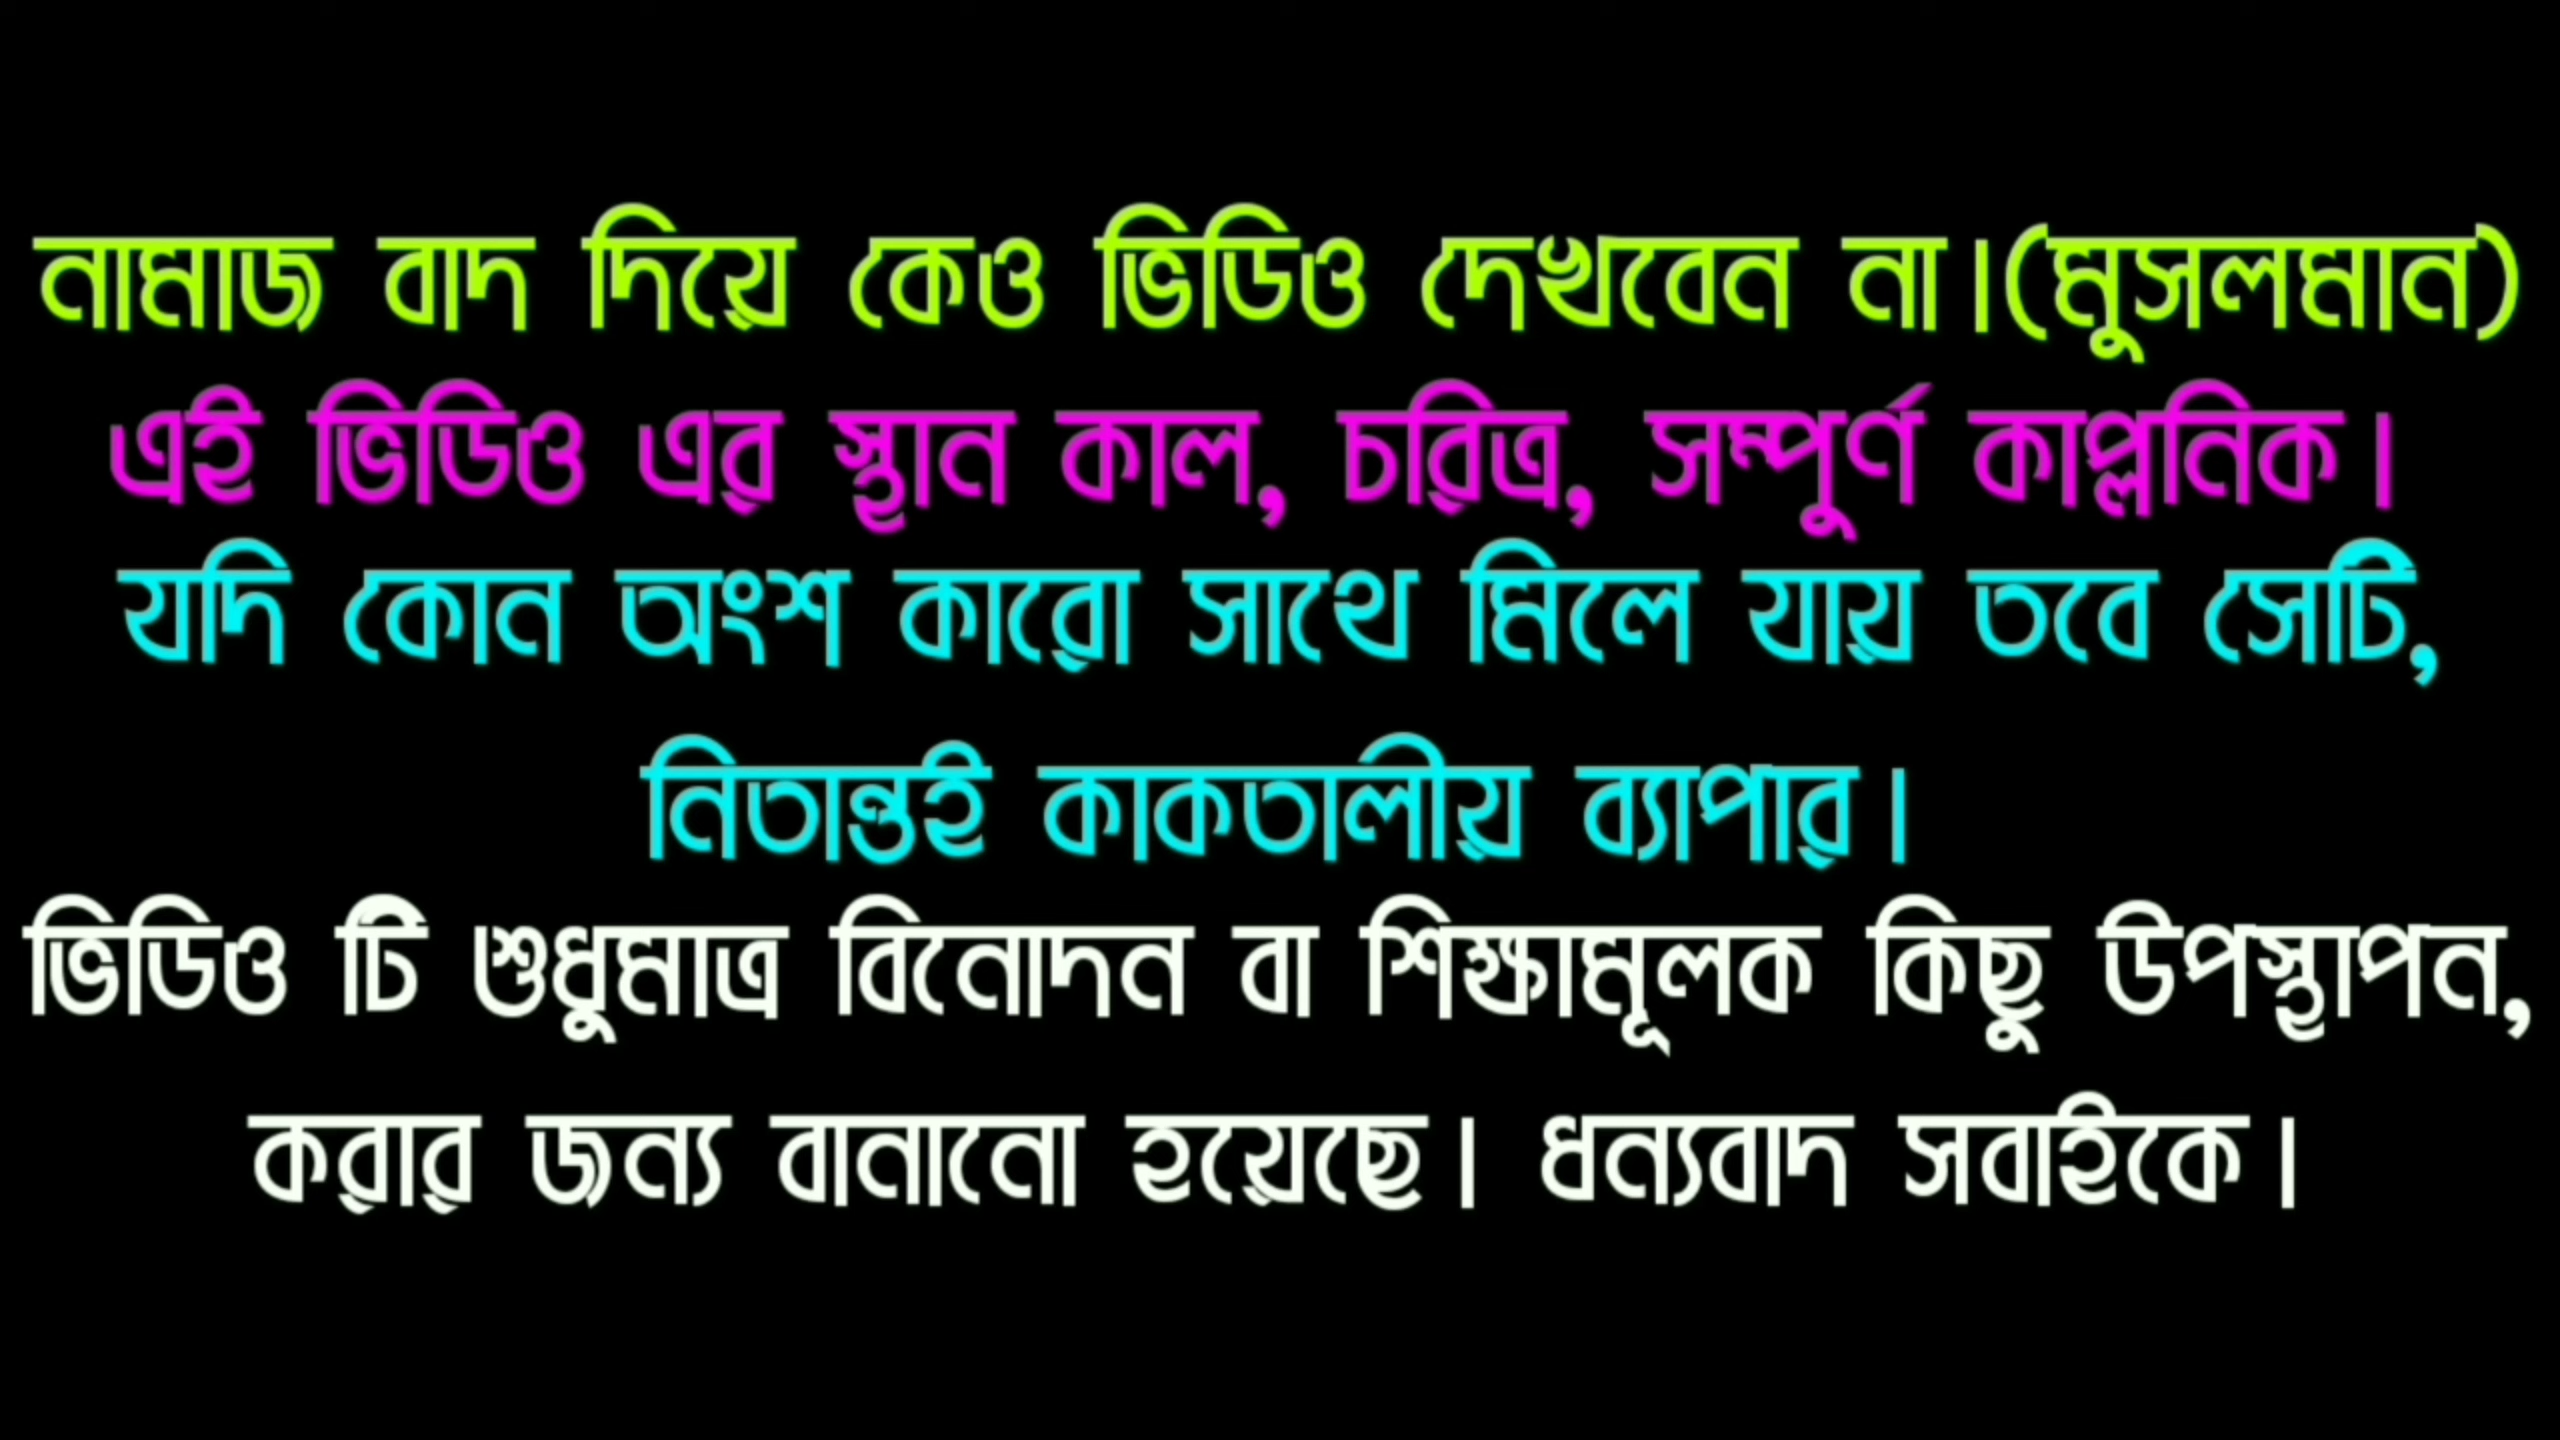 নামাজ বাদ দিয়ে কেও ভিডিও দেখবেন না।(মুসলমান)
এই ভিডিও এর স্থান কাল, চরিত্র, সম্পুর্ণ কাপ্লনিক।
যদি কোন অংশ কারো সাথে মিলে যায় তবে সেটি,
নিতান্তই কাকতালীয় ব্যাপার।
ভিডিও টি শুধুমাত্র বিনোদন বা শিক্ষামূলক কিছু উপস্থাপন,
করার জন্য বানানো হয়েছে। ধন্যবাদ সবাইকে।